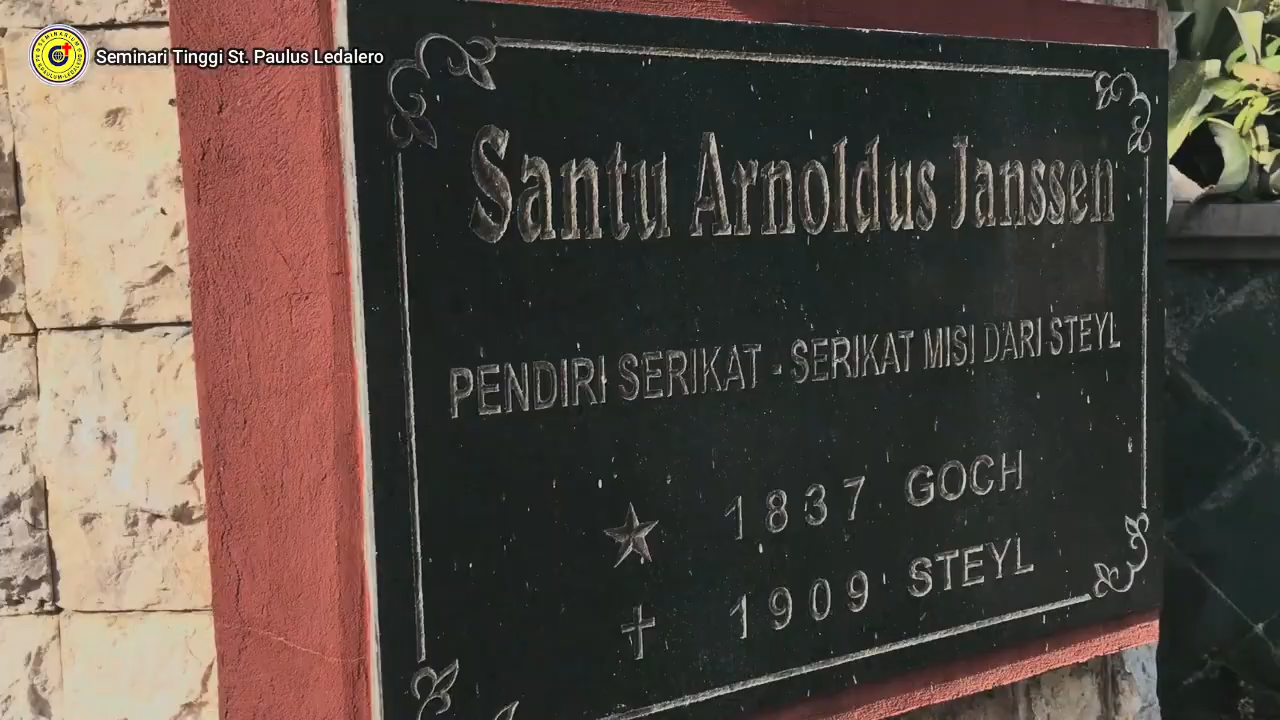 Seminari Tinggi St. Paulus Ledalero
Santu Arnoldus Janssen
PENDIRI SERIKAT - SERIKAT MISI DARI STEYL
1837 GOCH
1909 STEYL